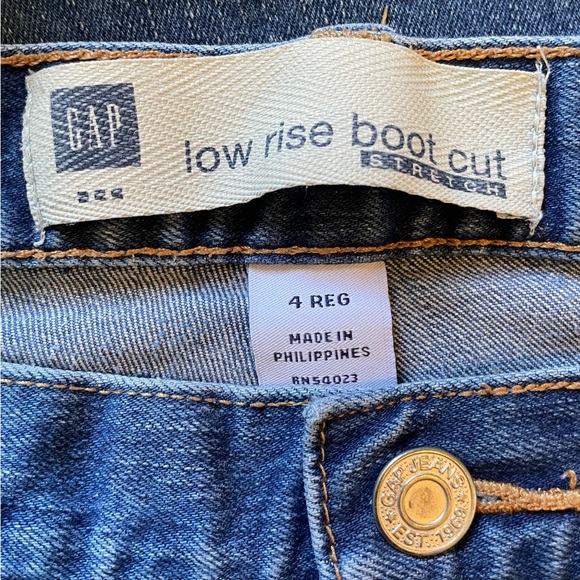 GAP
low rise boot cut
STRETCH
4 REG
MADE IN
PHILIPPINES
RN54023
GAP JEANS
EST. 1969